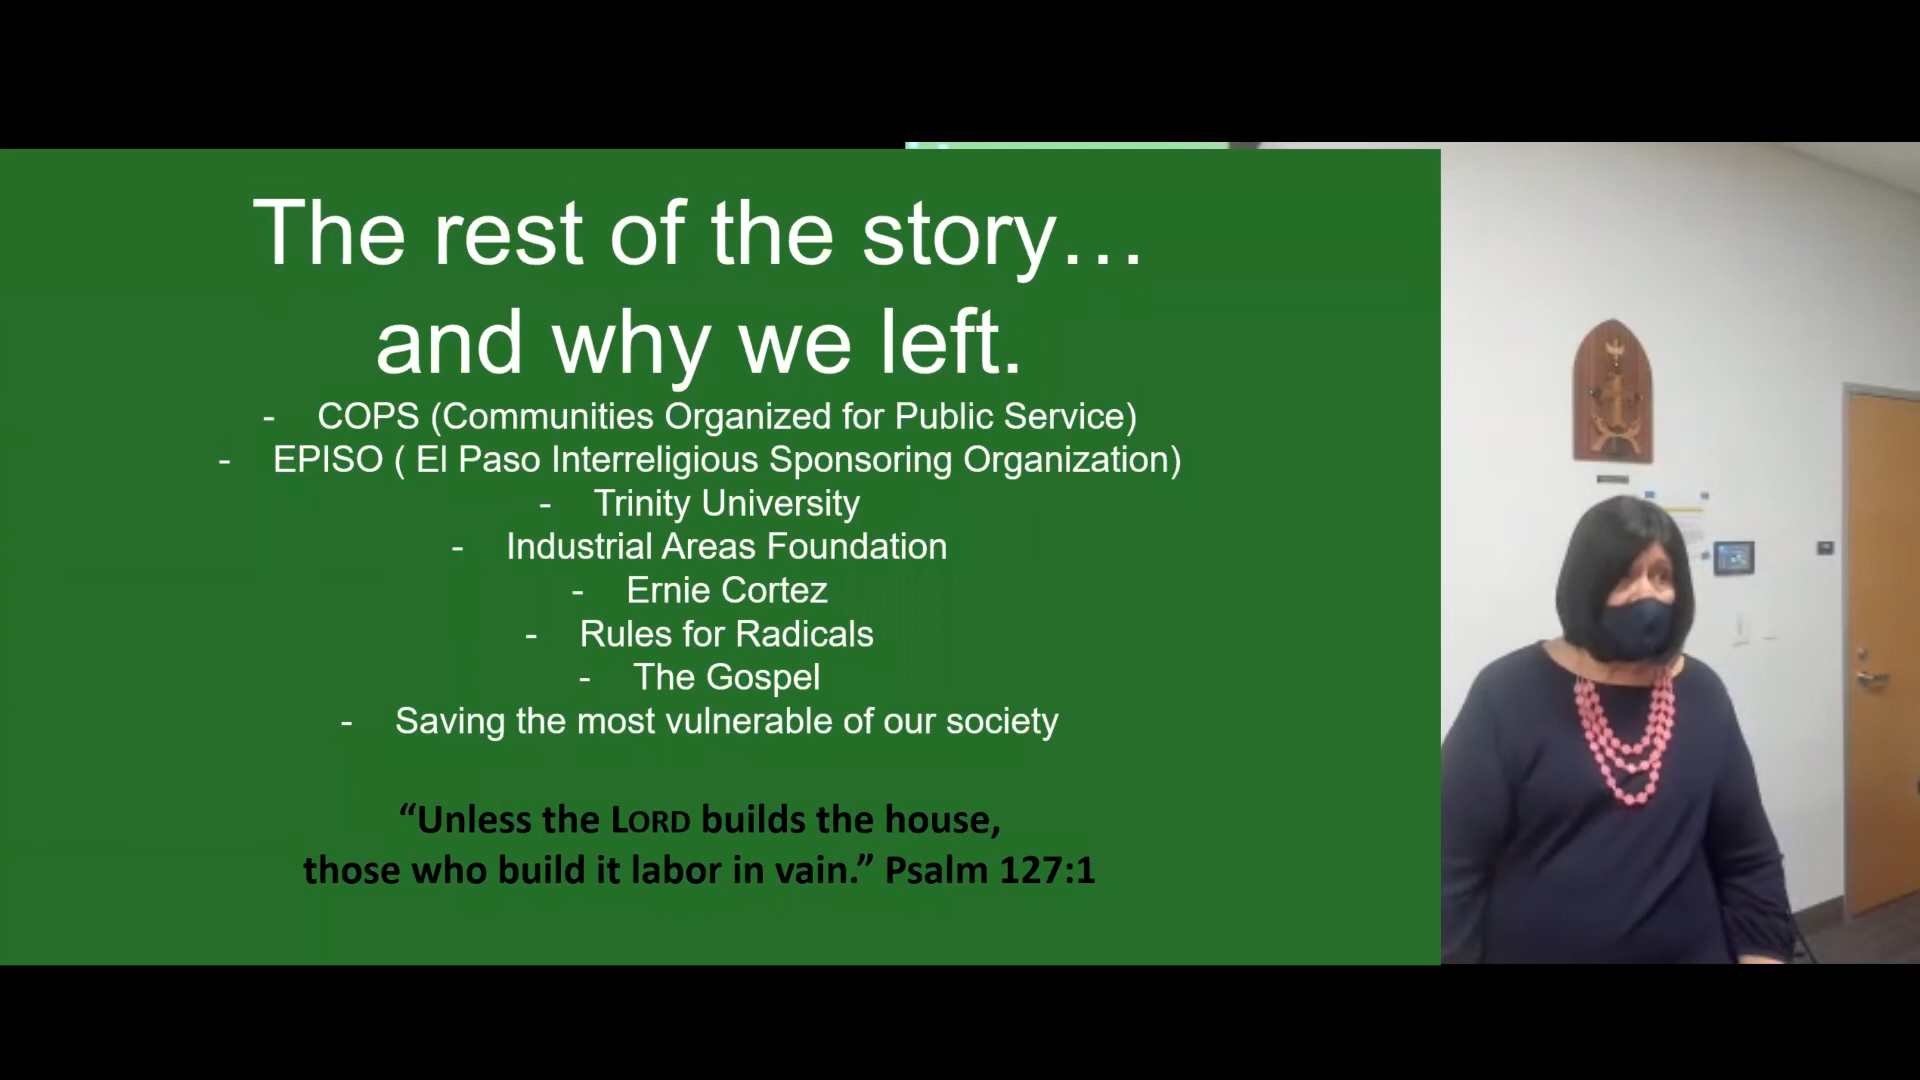 The rest of the story…
and why we left.
- COPS (Communities Organized for Public Service)
- EPISO ( El Paso Interreligious Sponsoring Organization)
- Trinity University
- Industrial Areas Foundation
- Ernie Cortez
- Rules for Radicals
- The Gospel
- Saving the most vulnerable of our society
“Unless the LORD builds the house,
those who build it labor in vain.” Psalm 127:1